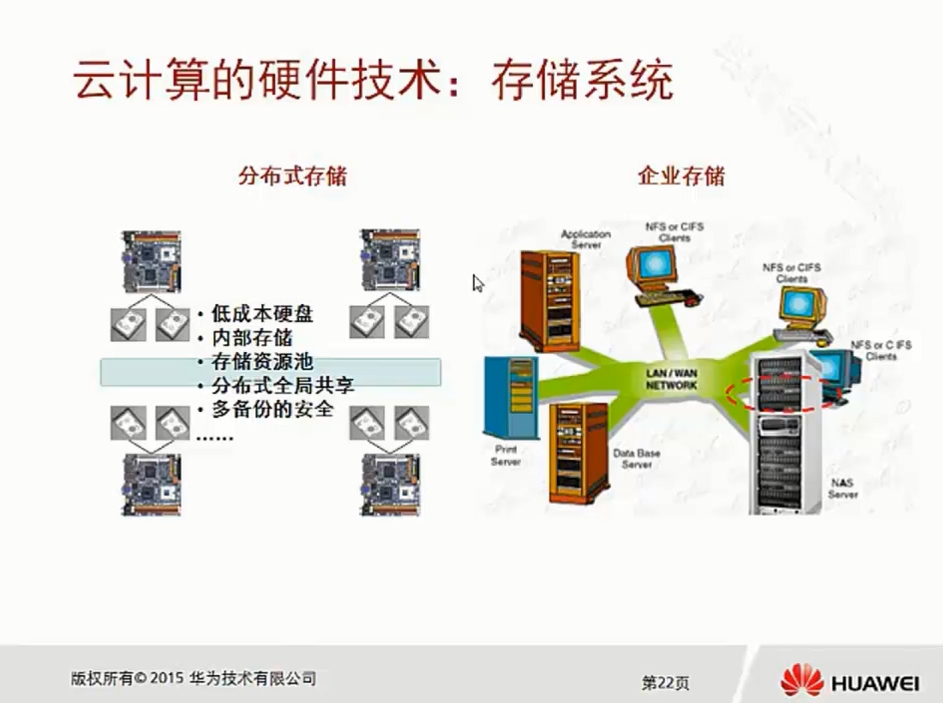 云计算的硬件技术：存储系统
分布式存储
• 低成本硬盘
• 内部存储
• 存储资源池
• 分布式全局共享
• 多备份的安全
……
企业存储
Application
Server
NFS or CIFS
Clients
NFS or CIFS
Clients
NFS or C IFS
Clients
LAN / WAN
NETWORK
Print
Server
Data Base
Server
NAS
Server
版权所有© 2015 华为技术有限公司
第22页
HUAWEI